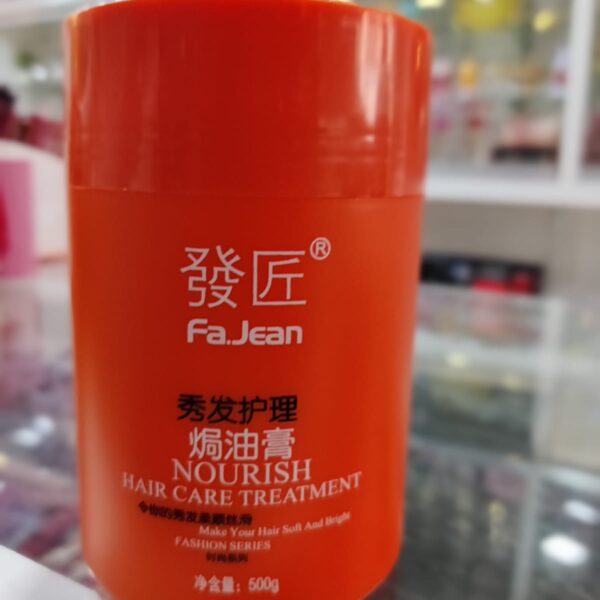 發匠®
Fa.Jean
秀发护理
焗油膏
NOURISH
HAIR CARE TREATMENT
令你的秀发柔顺丝滑
Make Your Hair Soft And Bright
FASHION SERIES
时尚系列
净含量：500g